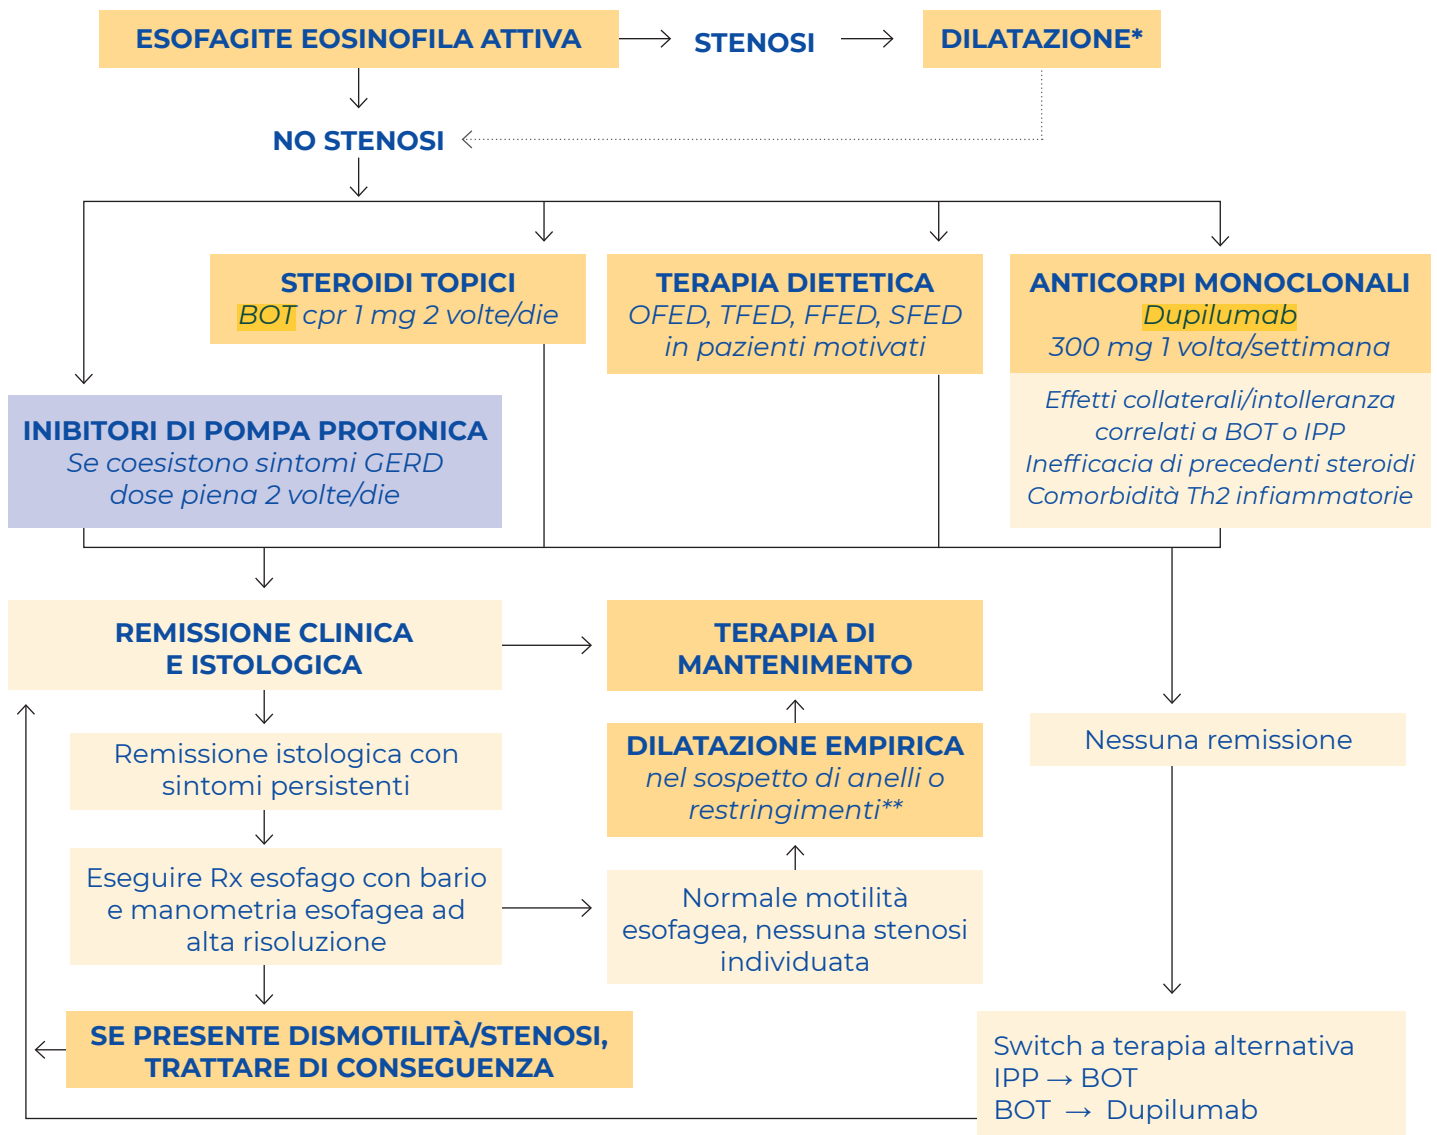 ESOFAGITE EOSINOFILA ATTIVA
STENOSI
DILATAZIONE*
NO STENOSI
STEROIDI TOPICI
BOT cpr 1 mg 2 volte/die
TERAPIA DIETETICA
OFED, TFED, FFED, SFED
in pazienti motivati
ANTICORPI MONOCLONALI
Dupilumab
300 mg 1 volta/settimana
Effetti collaterali/intolleranza
correlati a BOT o IPP
Inefficacia di precedenti steroidi
Comorbidità Th2 infiammatorie
INIBITORI DI POMPA PROTONICA
Se coesistono sintomi GERD
dose piena 2 volte/die
REMISSIONE CLINICA
E ISTOLOGICA
TERAPIA DI
MANTENIMENTO
Remissione istologica con
sintomi persistenti
DILATAZIONE EMPIRICA
nel sospetto di anelli o
restringimenti**
Nessuna remissione
Eseguire Rx esofago con bario
e manometria esofagea ad
alta risoluzione
Normale motilità
esofagea, nessuna stenosi
individuata
SE PRESENTE DISMOTILITÀ/STENOSI,
TRATTARE DI CONSEGUENZA
Switch a terapia alternativa
IPP → BOT
BOT → Dupilumab